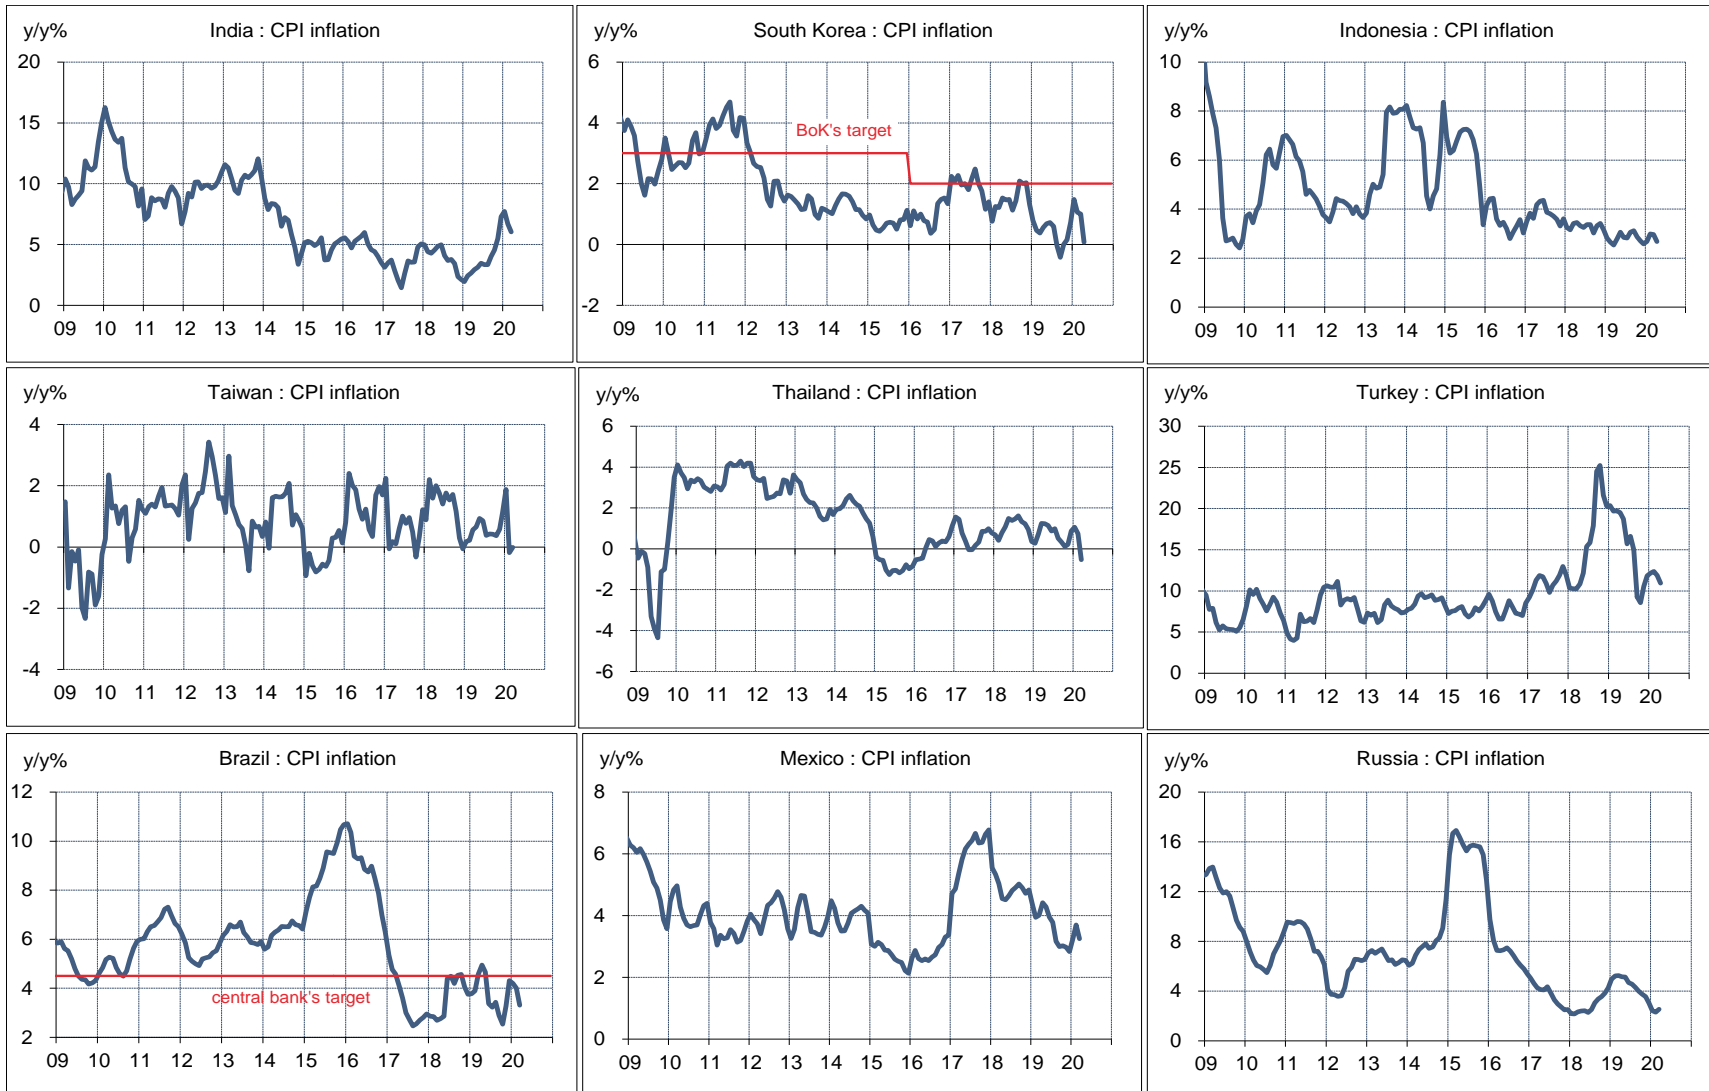 y/y%
India : CPI inflation
20
15
10
5
0
09 10 11 12 13 14 15 16 17 18 19 20
y/y%
South Korea : CPI inflation
6
4
2
0
-2
BoK's target
09 10 11 12 13 14 15 16 17 18 19 20
y/y%
Indonesia : CPI inflation
10
8
6
4
2
0
09 10 11 12 13 14 15 16 17 18 19 20
y/y%
Taiwan : CPI inflation
4
2
0
-2
-4
09 10 11 12 13 14 15 16 17 18 19 20
y/y%
Thailand : CPI inflation
6
4
2
0
-2
-4
-6
09 10 11 12 13 14 15 16 17 18 19 20
y/y%
Turkey : CPI inflation
30
25
20
15
10
5
0
09 10 11 12 13 14 15 16 17 18 19 20
y/y%
Brazil : CPI inflation
12
10
8
6
4
2
central bank's target
09 10 11 12 13 14 15 16 17 18 19 20
y/y%
Mexico : CPI inflation
8
6
4
2
0
09 10 11 12 13 14 15 16 17 18 19 20
y/y%
Russia : CPI inflation
20
16
12
8
4
0
09 10 11 12 13 14 15 16 17 18 19 20